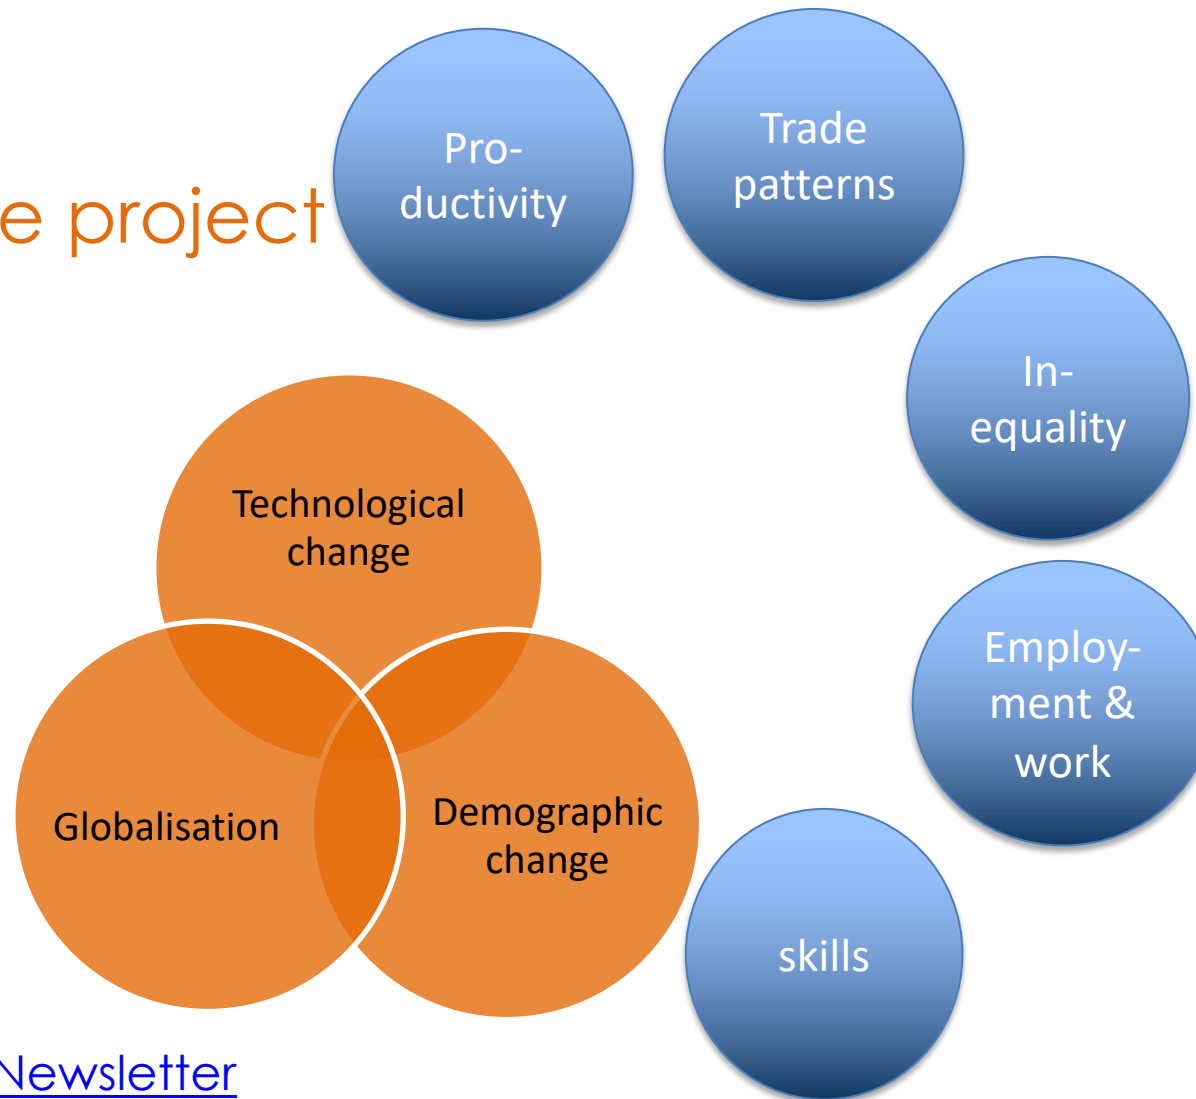 e project
Pro-
ductivity
Trade
patterns
In-
equality
Technological
change
Employ-
ment &
work
Globalisation
Demographic
change
skills
Newsletter